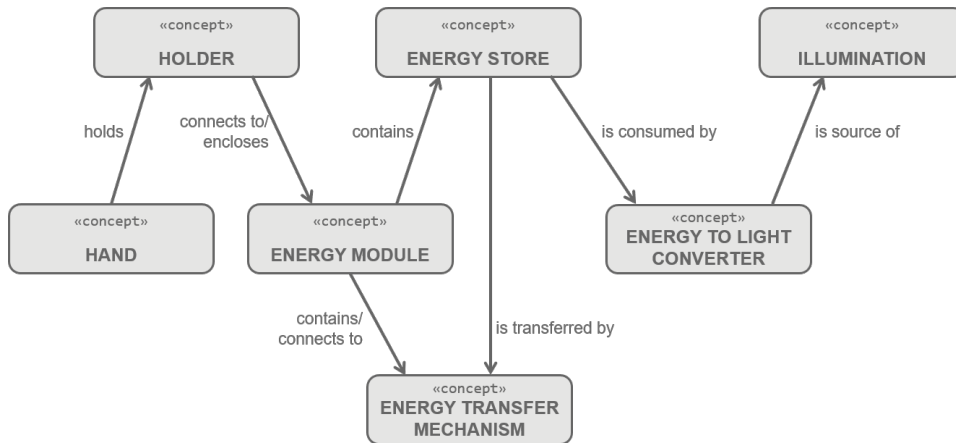 «concept»
HOLDER
«concept»
ENERGY STORE
«concept»
ILLUMINATION
holds
connects to/
encloses
contains
is consumed by
is source of
«concept»
HAND
«concept»
ENERGY MODULE
«concept»
ENERGY TO LIGHT
CONVERTER
contains/
connects to
is transferred by
«concept»
ENERGY TRANSFER
MECHANISM